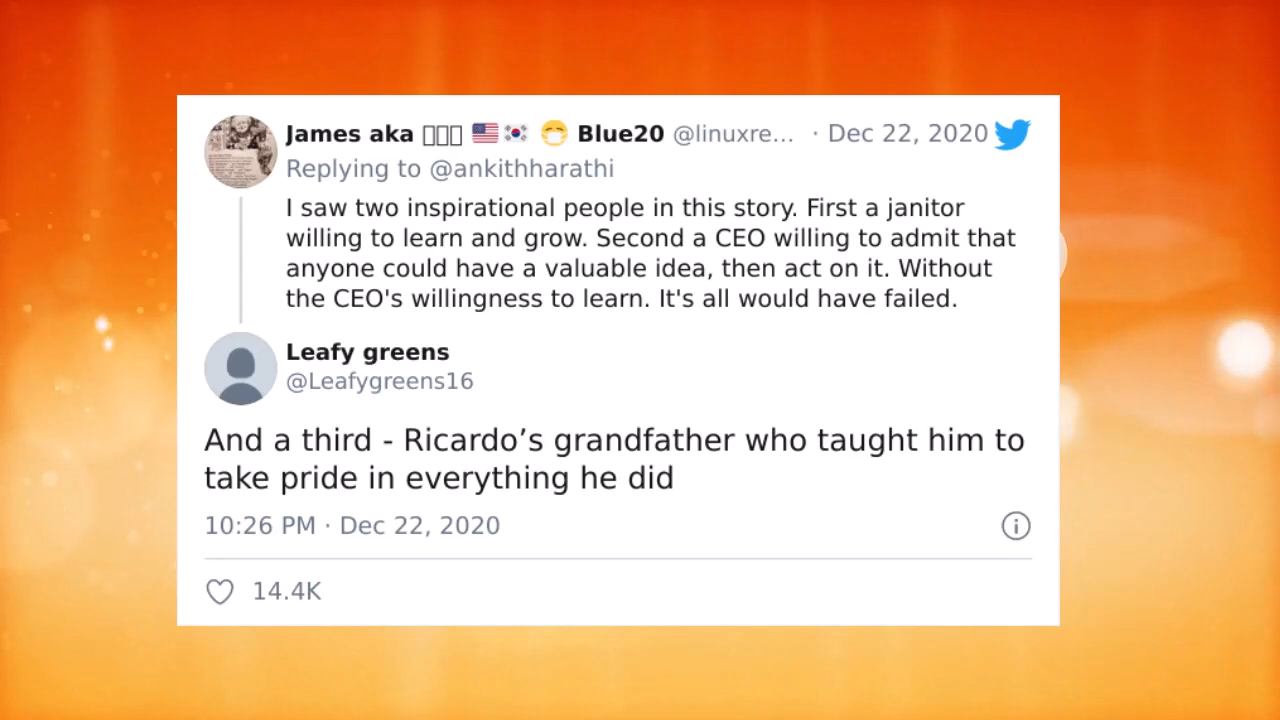 James aka 🇺🇸🇰🇷 😷 Blue20 @linuxre... · Dec 22, 2020
Replying to @ankithharathi
I saw two inspirational people in this story. First a janitor
willing to learn and grow. Second a CEO willing to admit that
anyone could have a valuable idea, then act on it. Without
the CEO's willingness to learn. It's all would have failed.
Leafy greens
@Leafygreens16
And a third - Ricardo’s grandfather who taught him to
take pride in everything he did
10:26 PM · Dec 22, 2020
14.4K